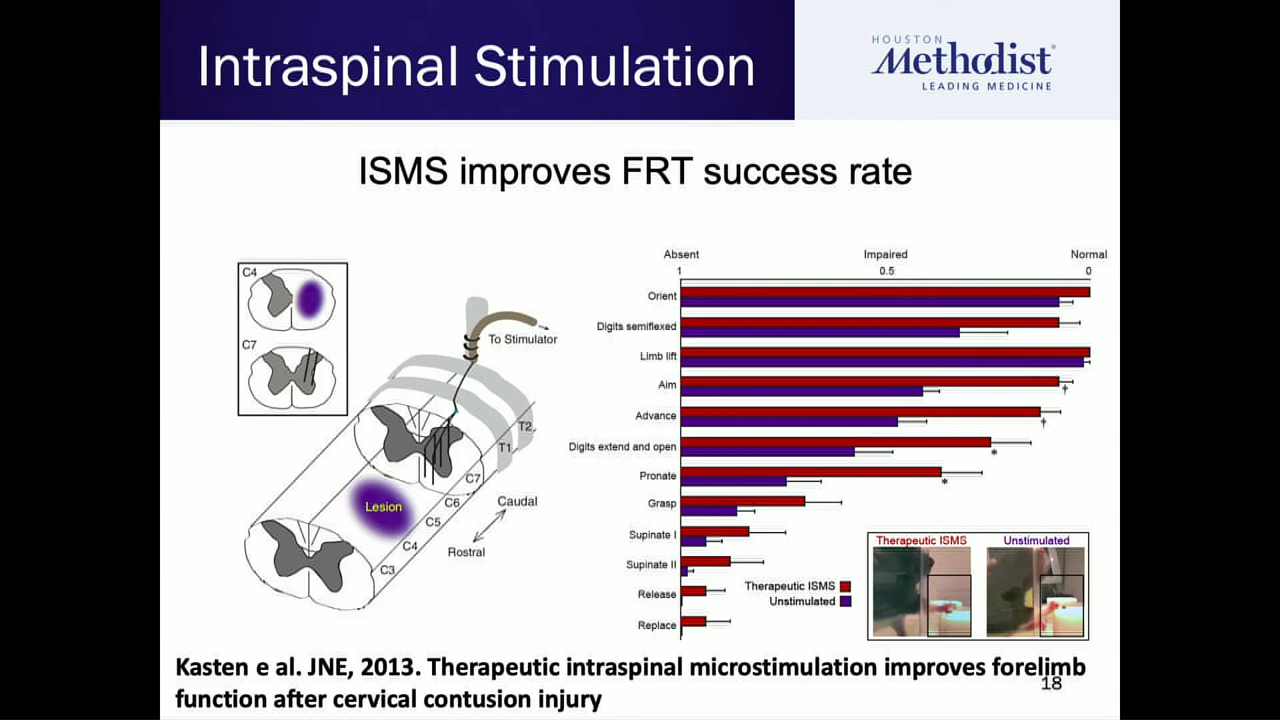 Intraspinal Stimulation
HOUSTON
Methodist
LEADING MEDICINE
ISMS improves FRT success rate
C4
C7
To Stimulator
Lesion
T2
T1
C7
C6
C5
C4
C3
Caudal
Rostral
Absent Impaired Normal
1 0.5 0
Orient
Digits semiflexed
Limb lift
Aim
†
Advance
†
Digits extend and open
*
Pronate
*
Grasp
Supinate I
Supinate II
Release
Replace
Therapeutic ISMS
Unstimulated
Therapeutic ISMS Unstimulated
Kasten e al. JNE, 2013. Therapeutic intraspinal microstimulation improves forelimb
function after cervical contusion injury
18